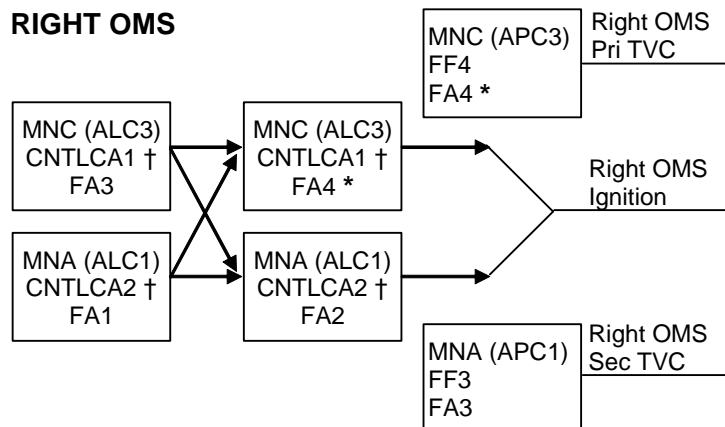 RIGHT OMS
MNC (APC3)
FF4
FA4 *
Right OMS
Pri TVC
MNC (ALC3)
CNTLCA1 †
FA3
MNC (ALC3)
CNTLCA1 †
FA4 *
Right OMS
Ignition
MNA (ALC1)
CNTLCA2 †
FA1
MNA (ALC1)
CNTLCA2 †
FA2
MNA (APC1)
FF3
FA3
Right OMS
Sec TVC